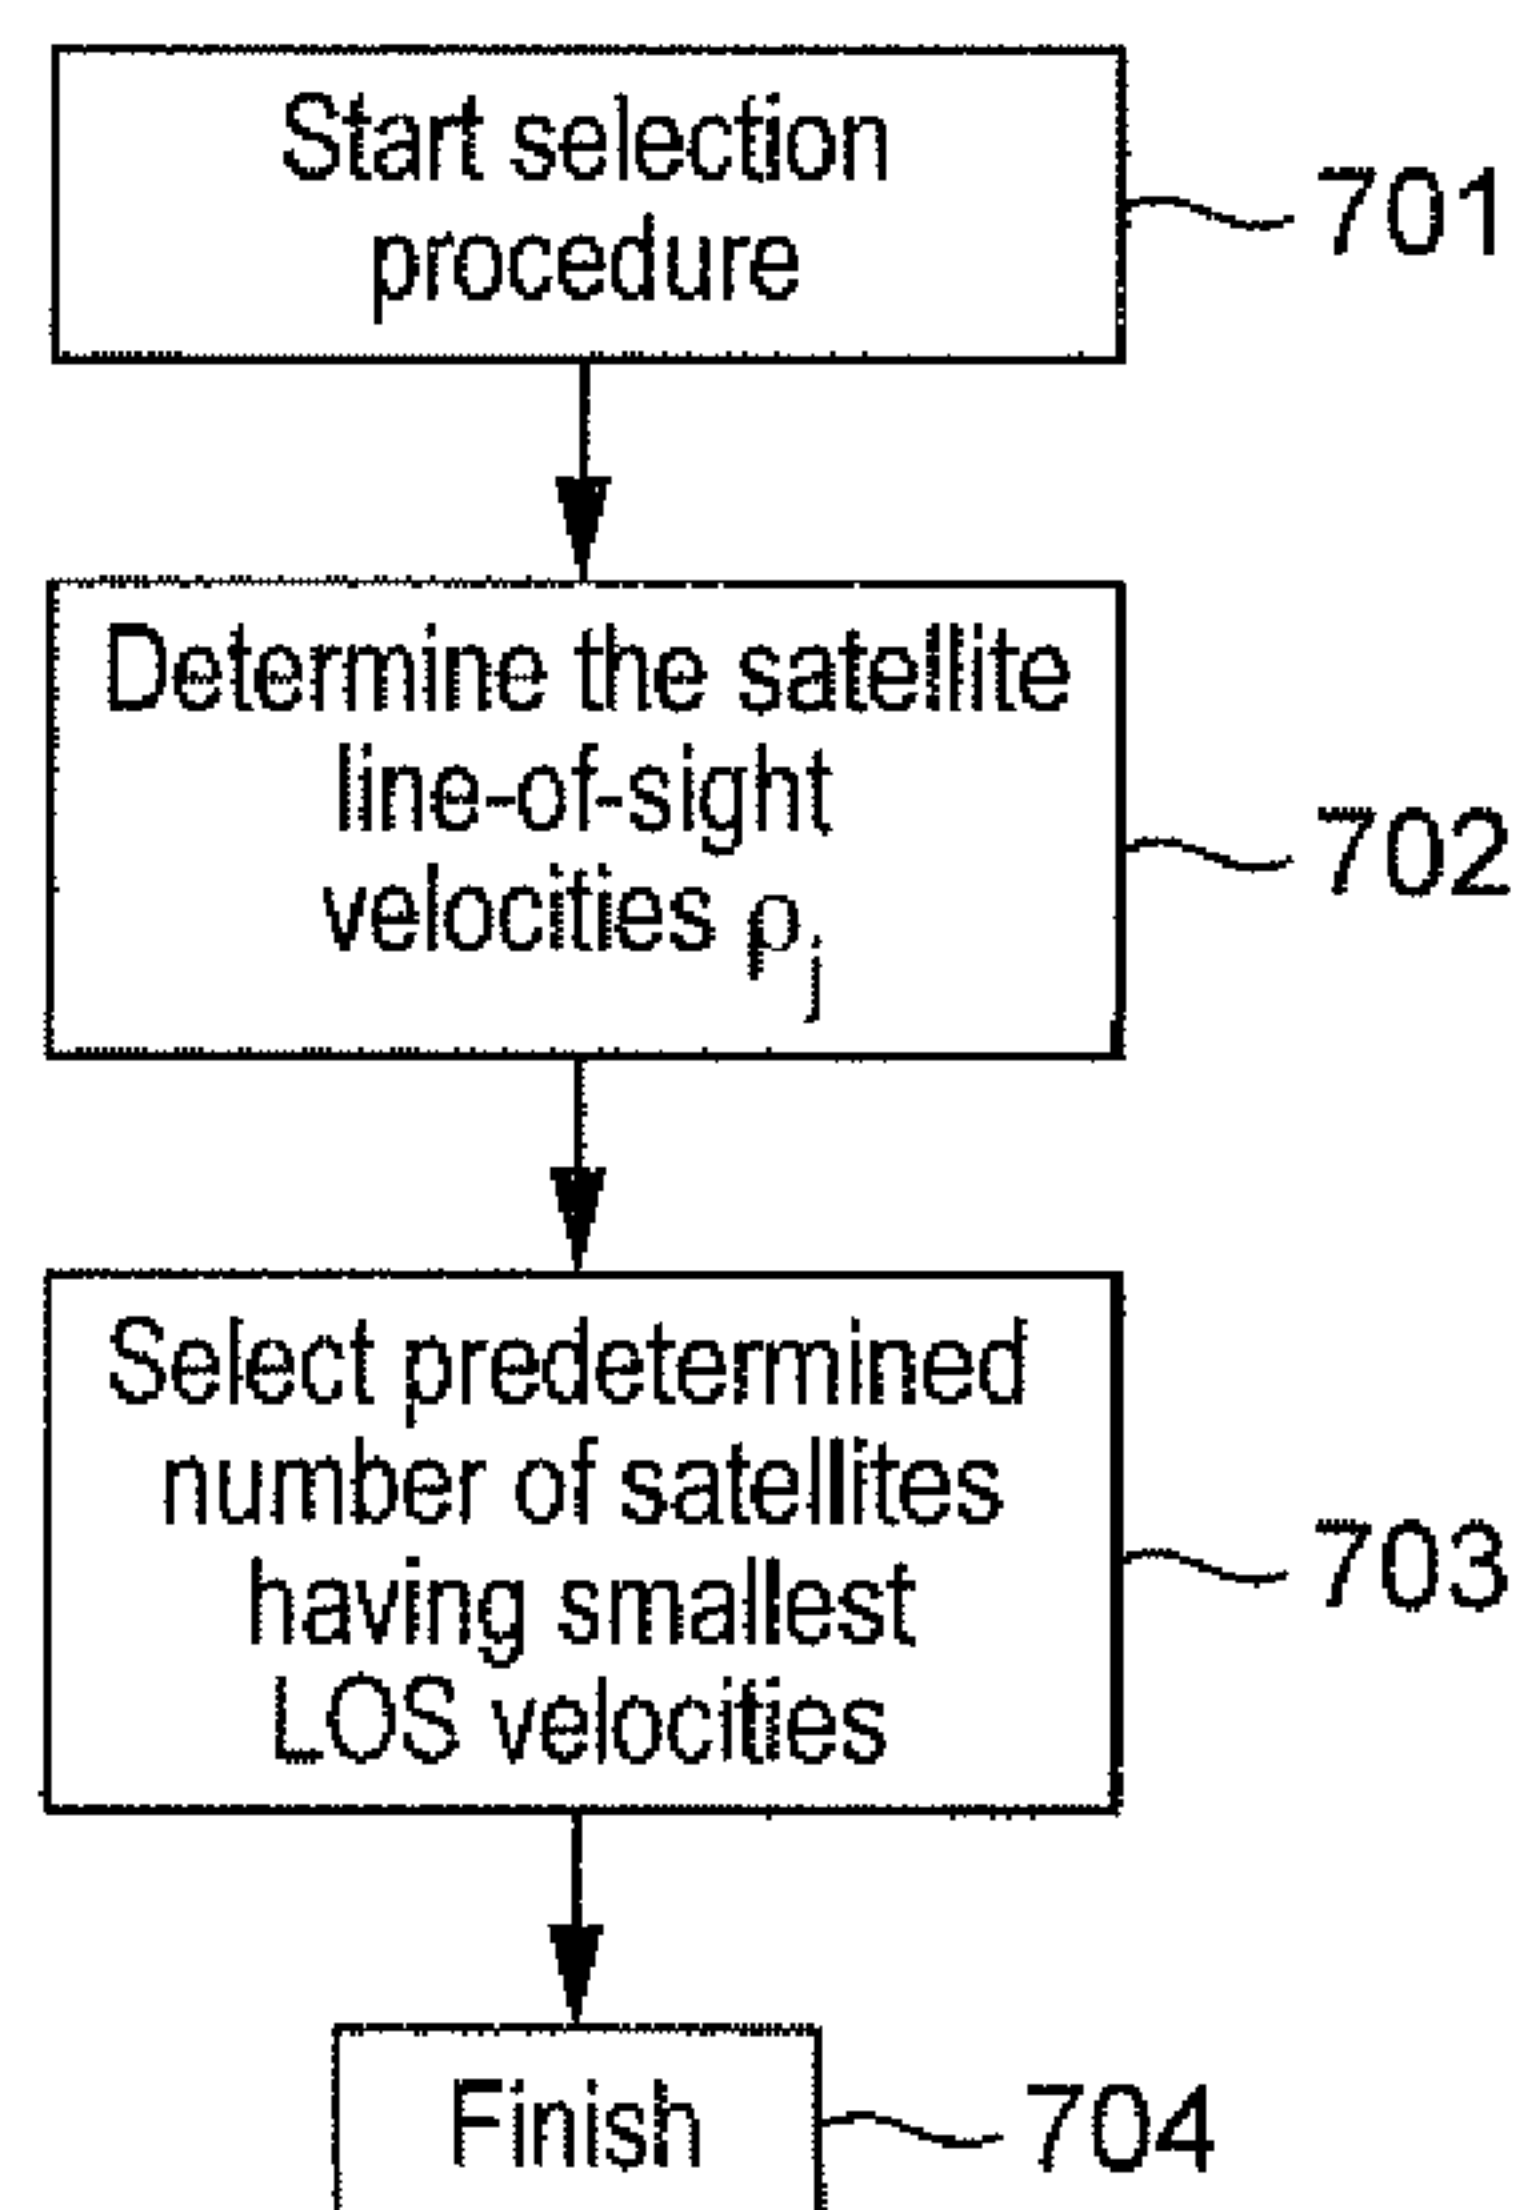 Start selection
procedure
701
Determine the satellite
line-of-sight
velocities ρj
702
Select predetermined
number of satellites
having smallest
LOS velocities
703
Finish
704